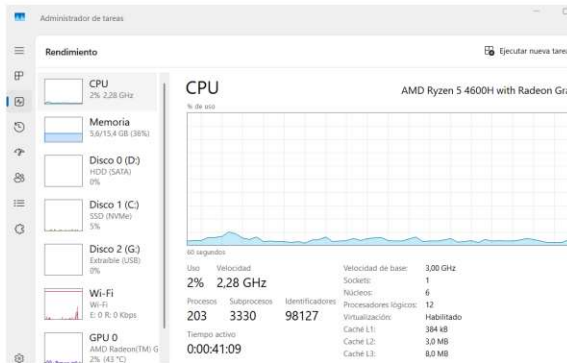 Administrador de tareas
Rendimiento
Ejecutar nueva tarea
CPU
2% 2,28 GHz
Memoria
5,6/15,4 GB (36%)
Disco 0 (D:)
HDD (SATA)
0%
Disco 1 (C:)
SSD (NVMe)
5%
Disco 2 (G:)
Extraíble (USB)
0%
Wi-Fi
Wi-Fi
E: 0 R: 0 Kbps
GPU 0
AMD Radeon(TM) G
2% (43 °C)
CPU
AMD Ryzen 5 4600H with Radeon Gra
% de uso
60 segundos
Uso
2%
Velocidad
2,28 GHz
Procesos
203
Subprocesos
3330
Identificadores
98127
Tiempo activo
0:00:41:09
Velocidad de base: 3,00 GHz
Sockets: 1
Núcleos: 6
Procesadores lógicos: 12
Virtualización: Habilitado
Caché L1: 384 kB
Caché L2: 3,0 MB
Caché L3: 8,0 MB